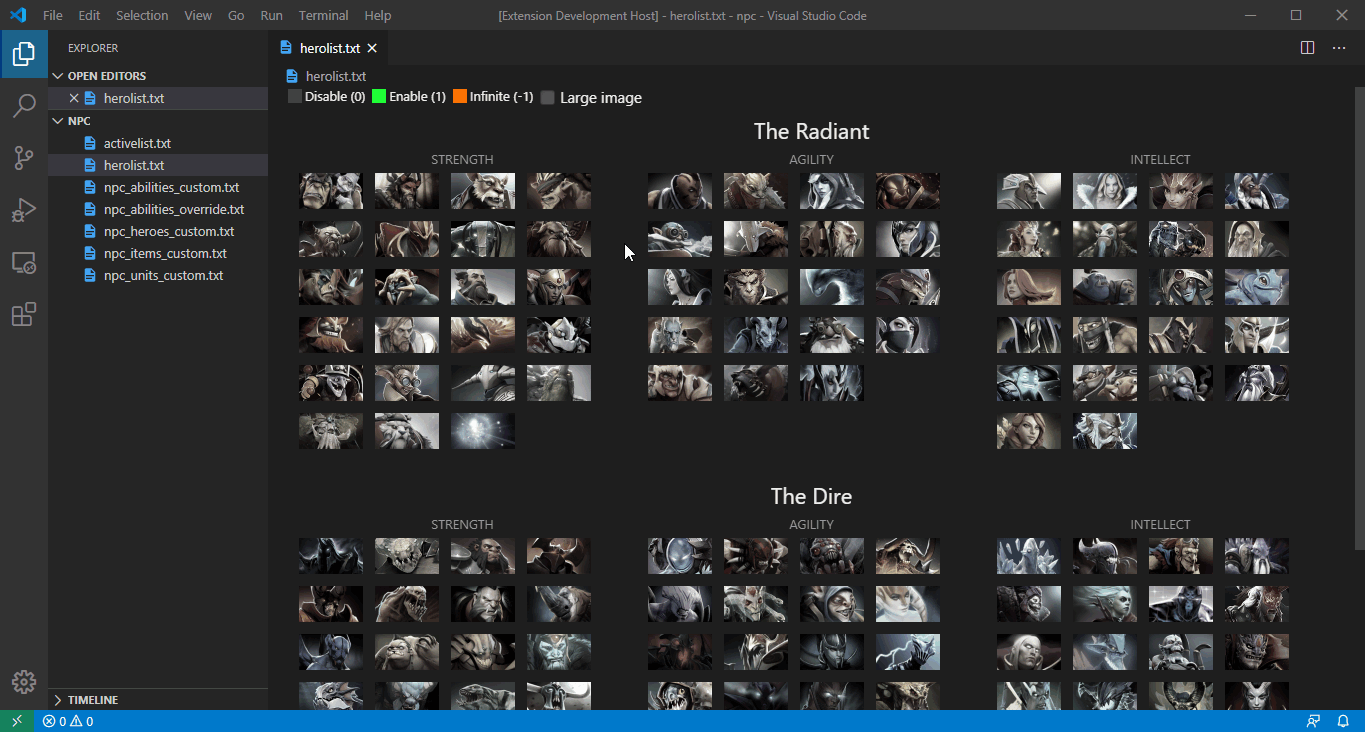 File Edit Selection View Go Run Terminal Help
[Extension Development Host] - herolist.txt - npc - Visual Studio Code
EXPLORER
OPEN EDITORS
herolist.txt
NPC
activelist.txt
herolist.txt
npc_abilities_custom.txt
npc_abilities_override.txt
npc_heroes_custom.txt
npc_items_custom.txt
npc_units_custom.txt
TIMELINE
herolist.txt
herolist.txt
Disable (0) Enable (1) Infinite (-1) Large image
The Radiant
STRENGTH AGILITY INTELLECT
The Dire
STRENGTH AGILITY INTELLECT
0 0